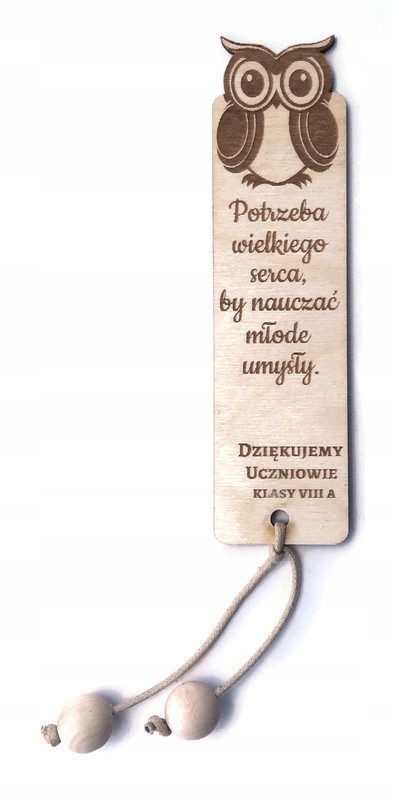 Potrzeba
wielkiego
serca,
by nauczać
młode
umysły.
Dziękujemy
Uczniowie
klasy VIII A